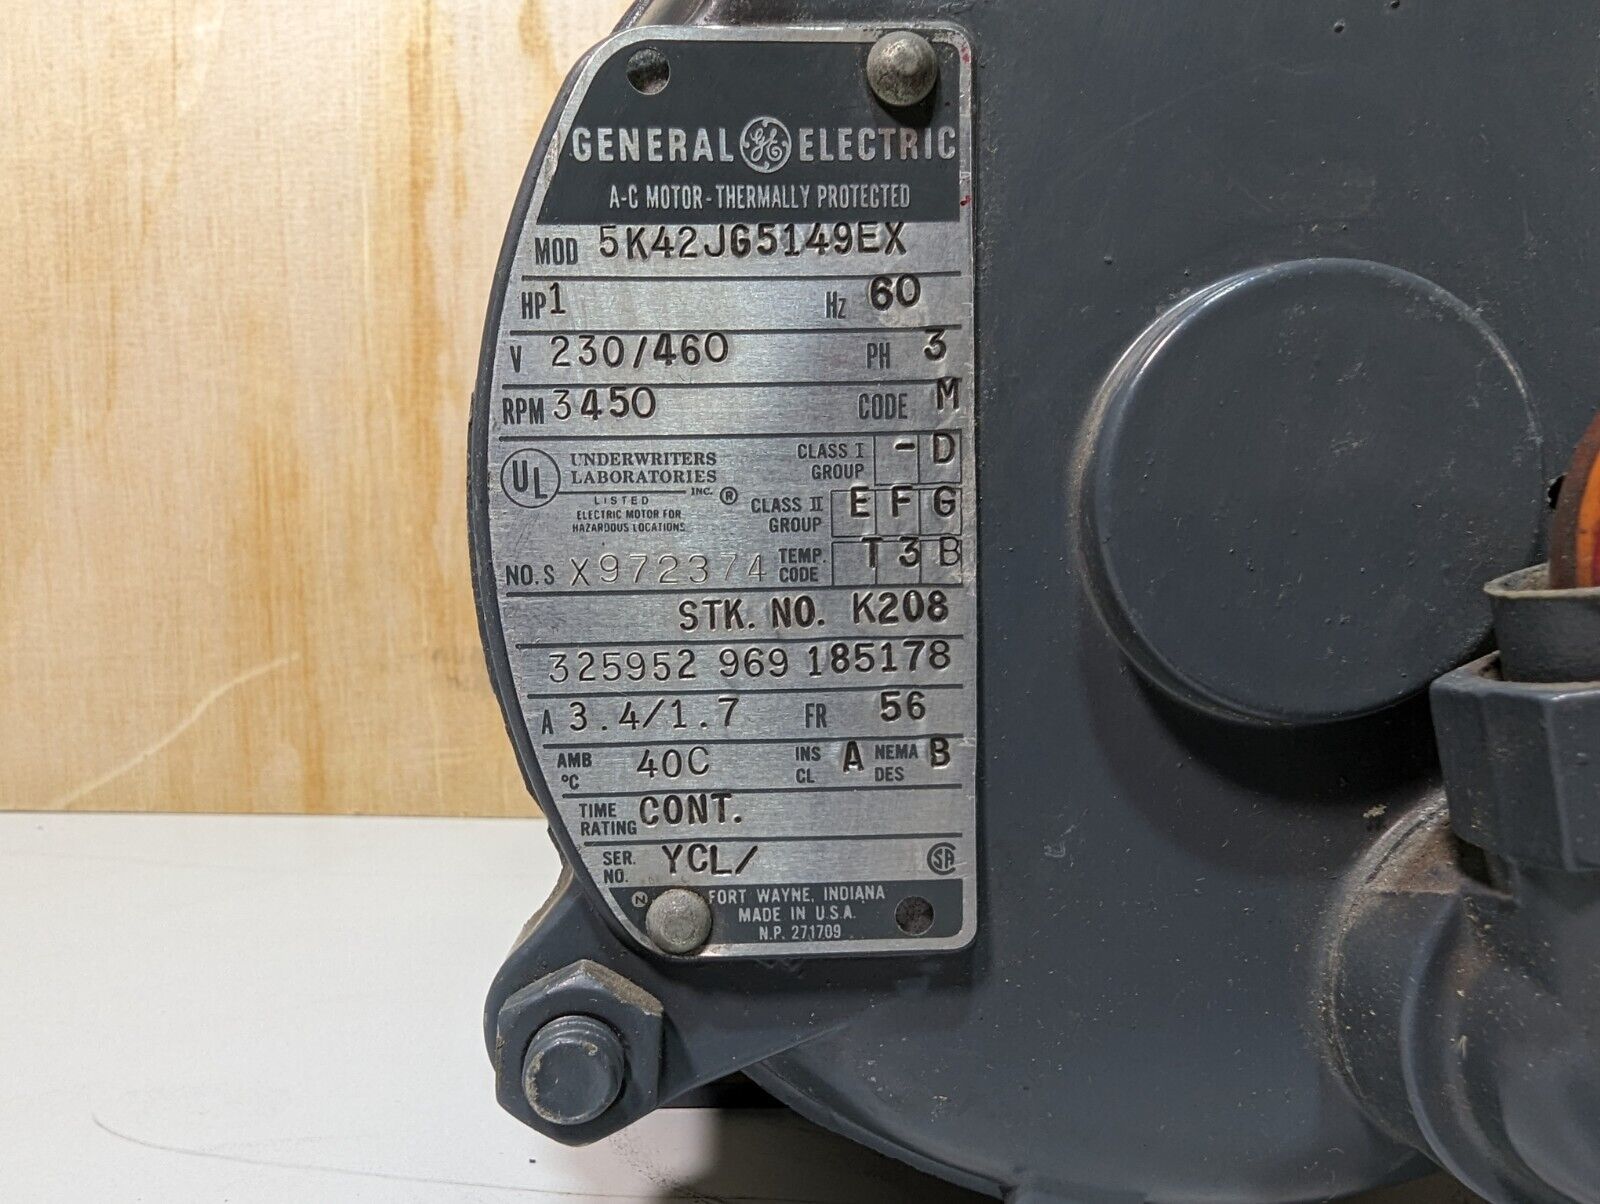 GENERAL GE ELECTRIC
A-C MOTOR - THERMALLY PROTECTED
MOD 5K42JG5149EX
HP 1 Hz 60
V 230/460 PH 3
RPM 3450 CODE M
UL UNDERWRITERS LABORATORIES INC. ®
LISTED
ELECTRIC MOTOR FOR
HAZARDOUS LOCATIONS
CLASS I GROUP - D
CLASS II GROUP E F G
NO. S X972374 TEMP. CODE T 3 B
STK. NO. K208
325952 969 185178
A 3.4/1.7 FR 56
AMB °C 40C INS CL A NEMA DES B
TIME RATING CONT.
SER. NO. YCL/ SA
N FORT WAYNE, INDIANA
MADE IN U.S.A.
N.P. 271709